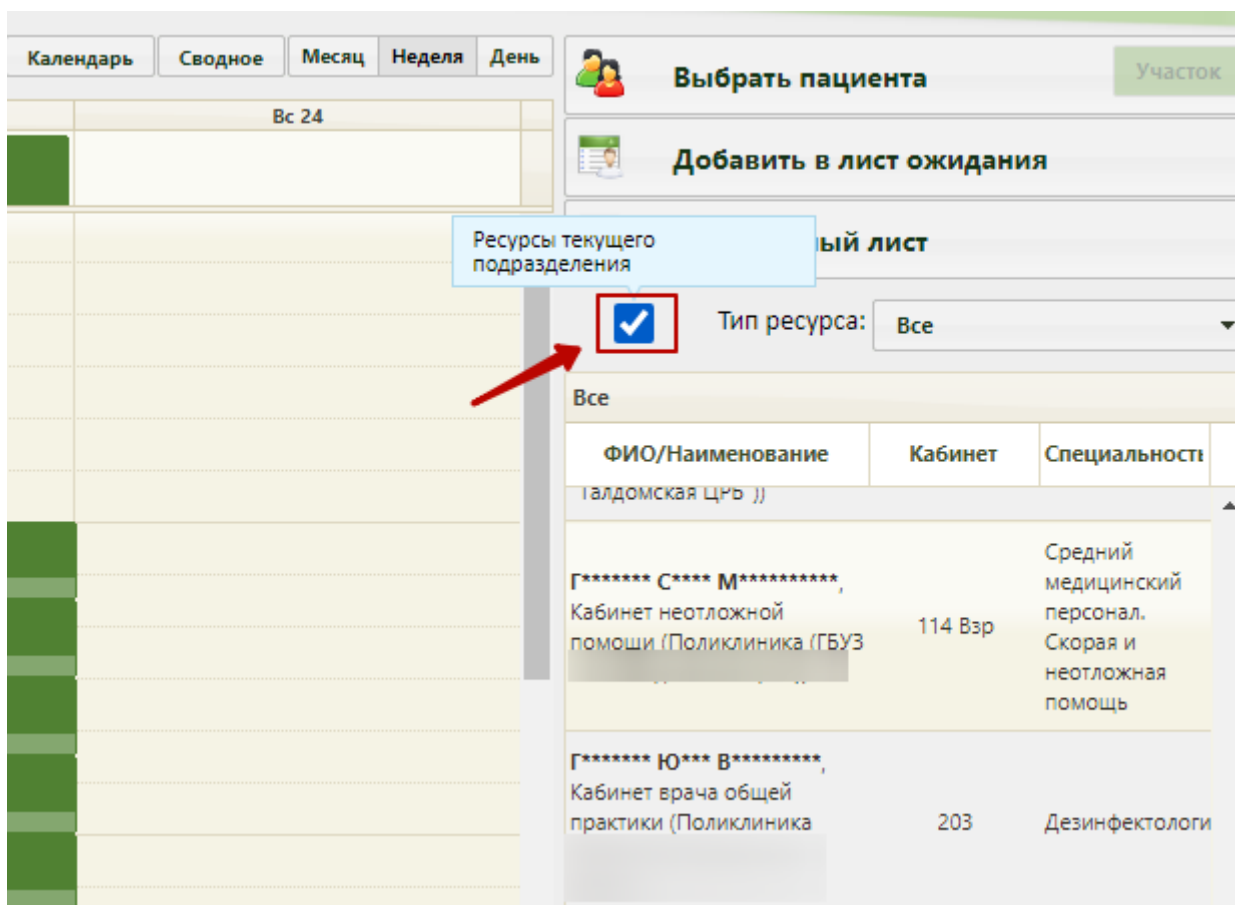 Календарь
Сводное
Месяц
Неделя
День
Вс 24
Выбрать пациента
Участок
Добавить в лист ожидания
ый лист
Ресурсы текущего
подразделения
Тип ресурса:
Все
Все
ФИО/Наименование
Кабинет
Специальность
Талдомская ЦРБ"))
Г******* С**** М**********,
Кабинет неотложной
помощи (Поликлиника (ГБУЗ
114 Взр
Средний
медицинский
персонал.
Скорая и
неотложная
помощь
Г******* Ю*** В*********,
Кабинет врача общей
практики (Поликлиника
203
Дезинфектологи